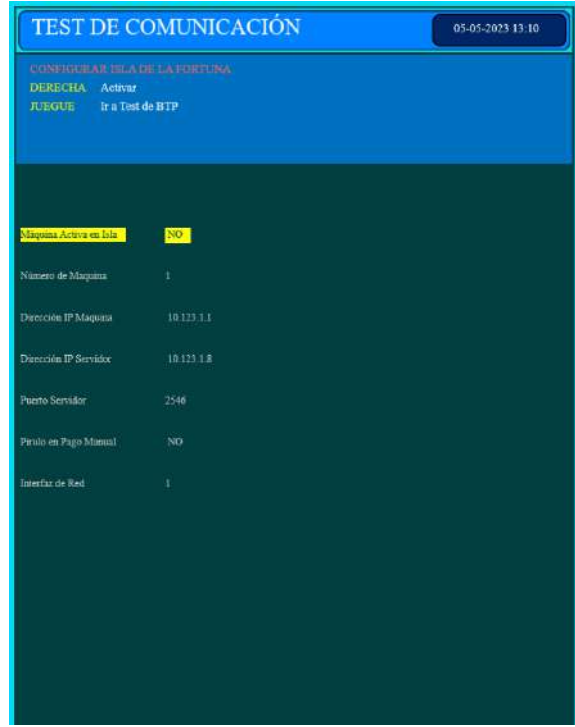 TEST DE COMUNICACIÓN
05-05-2023 13:10
CONFIGURAR ISLA DE LA FORTUNA
DERECHA Activar
JUEGUE Ir a Test de BTP
Máquina Activa en Isla NO
Número de Maquina 1
Dirección IP Maquina 10.123.1.1
Dirección IP Servidor 10.123.1.8
Puerto Servidor 2546
Pirulo en Pago Manual NO
Interfaz de Red 1